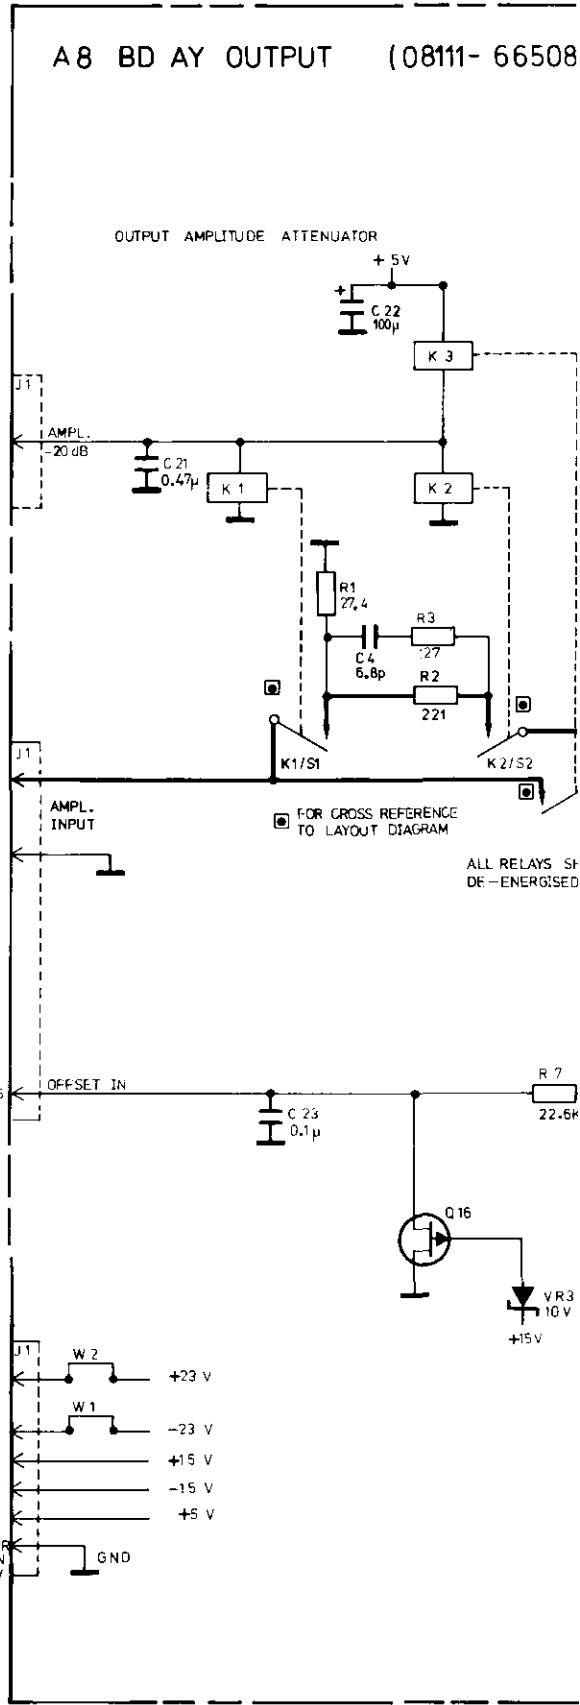 A8 BD AY OUTPUT (08111-66508
OUTPUT AMPLITUDE ATTENUATOR
+ 5V
+
C 22
100µ
K 3
J1
AMPL.
-20 dB
C 21
0.47µ
K 1
K 2
R1
27.4
R3
127
C4
6.8p
R2
221
K1/S1
K2/S2
J1
AMPL.
INPUT
FOR CROSS REFERENCE
TO LAYOUT DIAGRAM
ALL RELAYS SH
DE-ENERGISED
OFFSET IN
R 7
22.6K
C 23
0.1µ
Q16
VR3
10V
+15V
J1
W 2
+23 V
W 1
-23 V
+15 V
-15 V
+5 V
GND